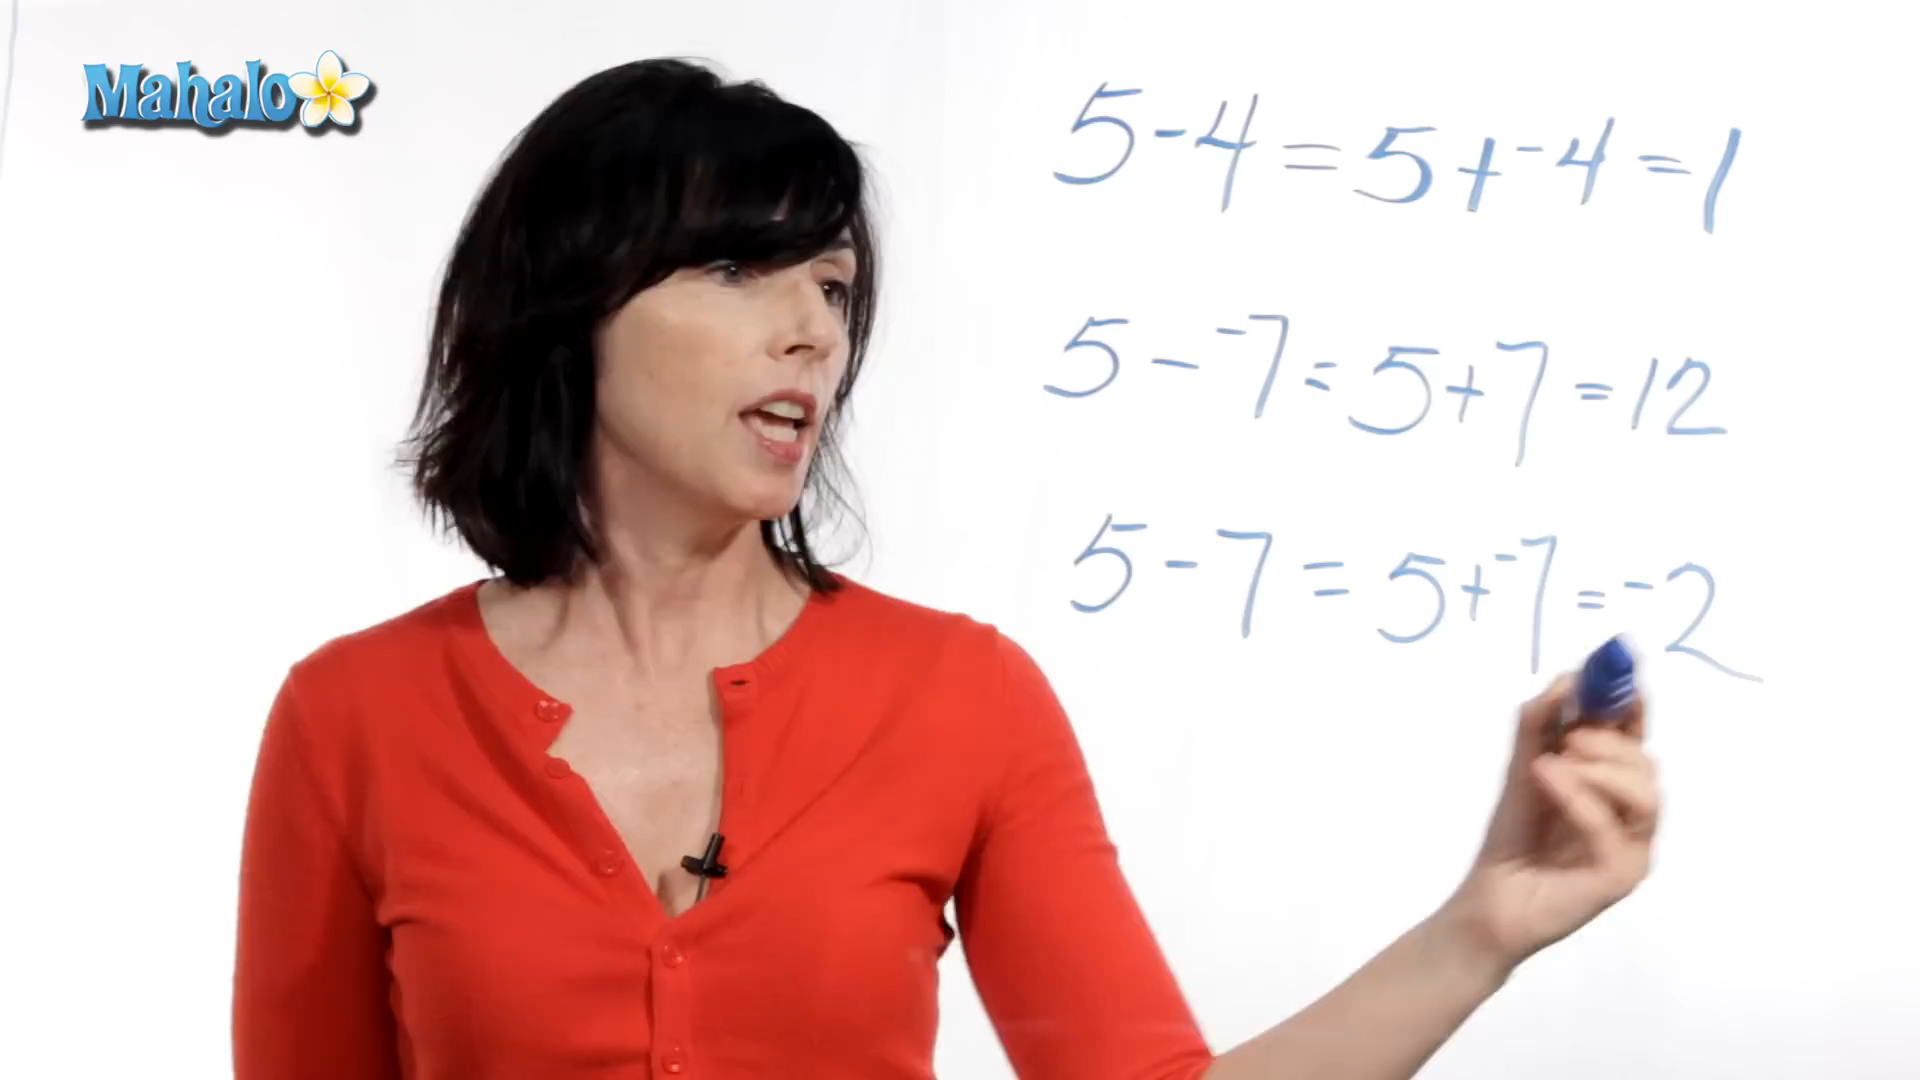 Mahalo
5 - 4 = 5 + -4 = 1
5 - -7 = 5 + 7 = 12
5 - 7 = 5 + -7 = -2